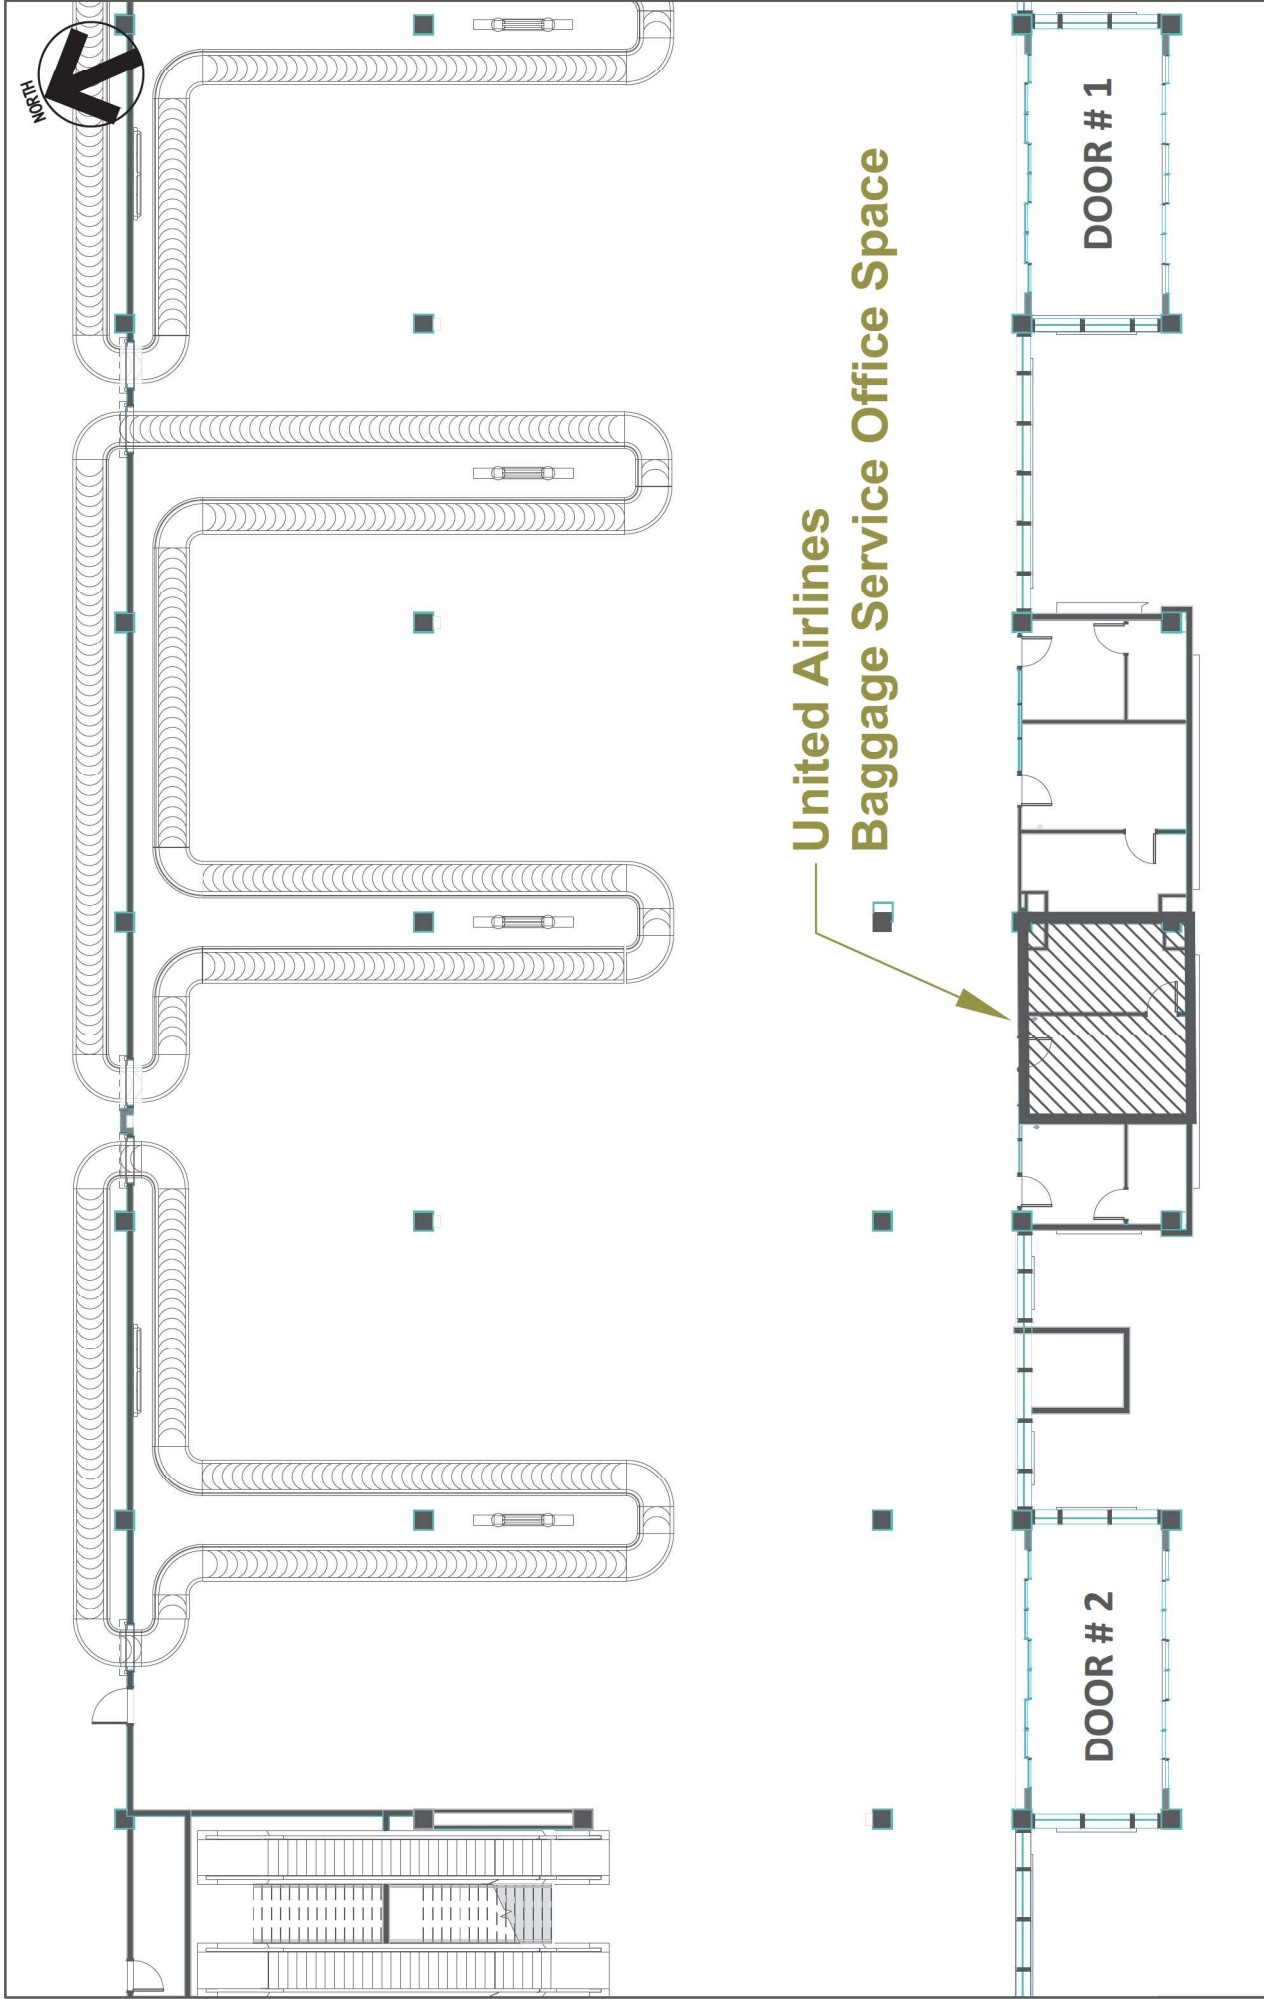 NORTH
DOOR # 1
United Airlines
Baggage Service Office Space
DOOR # 2